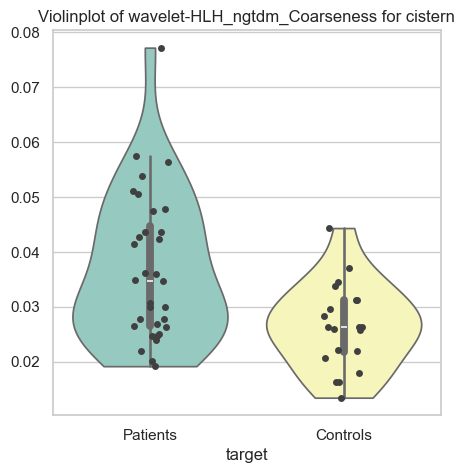 Violinplot of wavelet-HLH_ngtdm_Coarseness for cistern
0.08
0.07
0.06
0.05
0.04
0.03
0.02
Patients Controls
target